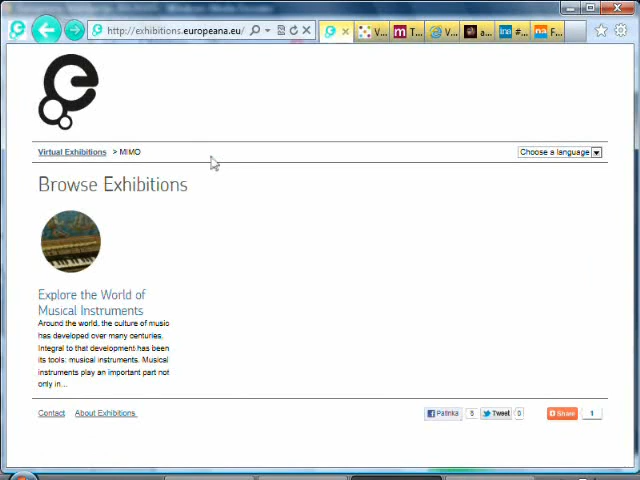 http://exhibitions.europeana.eu/
V...
T...
V...
a...
#...
F...
Virtual Exhibitions > MIMO
Choose a language
Browse Exhibitions
Explore the World of
Musical Instruments
Around the world, the culture of music
has developed over many centuries.
Integral to that development has been
its tools: musical instruments. Musical
instruments play an important part not
only in...
Contact About Exhibitions
Patinka 5 Tweet 0 Share 1